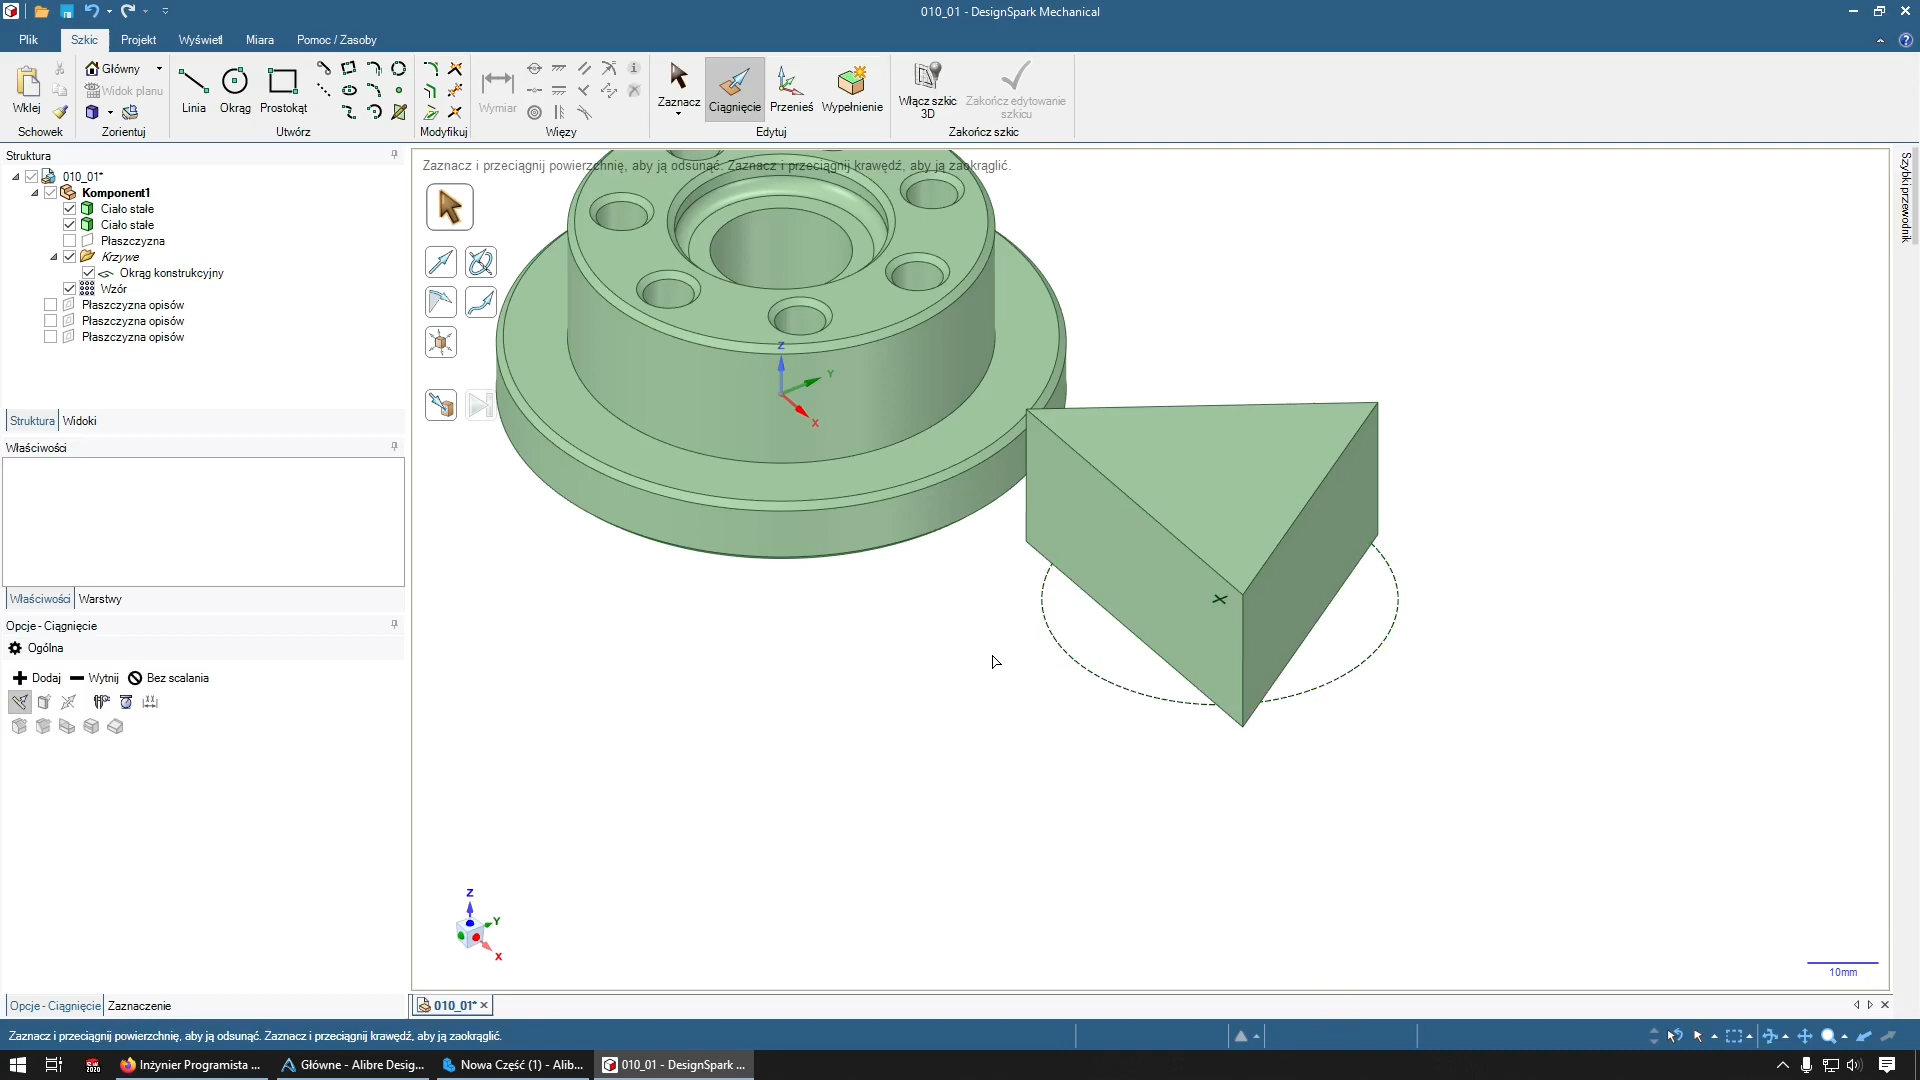 010_01 - DesignSpark Mechanical
Plik
Szkic
Projekt
Wyświetl
Miara
Pomoc / Zasoby
Wklej
Główny
Widok planu
Schowek
Zorientuj
Linia
Okrąg
Prostokąt
Utwórz
Modyfikuj
Wymiar
Więzy
Zaznacz
Ciągnięcie
Przenieś
Wypełnienie
Edytuj
Włącz szkic 3D
Zakończ edytowanie szkicu
Zakończ szkic
Struktura
010_01*
Komponent1
Ciało stałe
Ciało stałe
Płaszczyzna
Krzywe
Okrąg konstrukcyjny
Wzór
Płaszczyzna opisów
Płaszczyzna opisów
Płaszczyzna opisów
Struktura
Widoki
Właściwości
Właściwości
Warstwy
Opcje - Ciągnięcie
Ogólna
Dodaj
Wytnij
Bez scalania
Opcje - Ciągnięcie
Zaznaczenie
Zaznacz i przeciągnij powierzchnię, aby ją odsunąć. Zaznacz i przeciągnij krawędź, aby ją zaokrąglić.
Z
Y
X
Z
Y
X
10mm
Szybki przewodnik
010_01*
Zaznacz i przeciągnij powierzchnię, aby ją odsunąć. Zaznacz i przeciągnij krawędź, aby ją zaokrąglić.
2020
Inżynier Programista ...
Główne - Alibre Desig...
Nowa Część (1) - Alib...
010_01 - DesignSpark ...